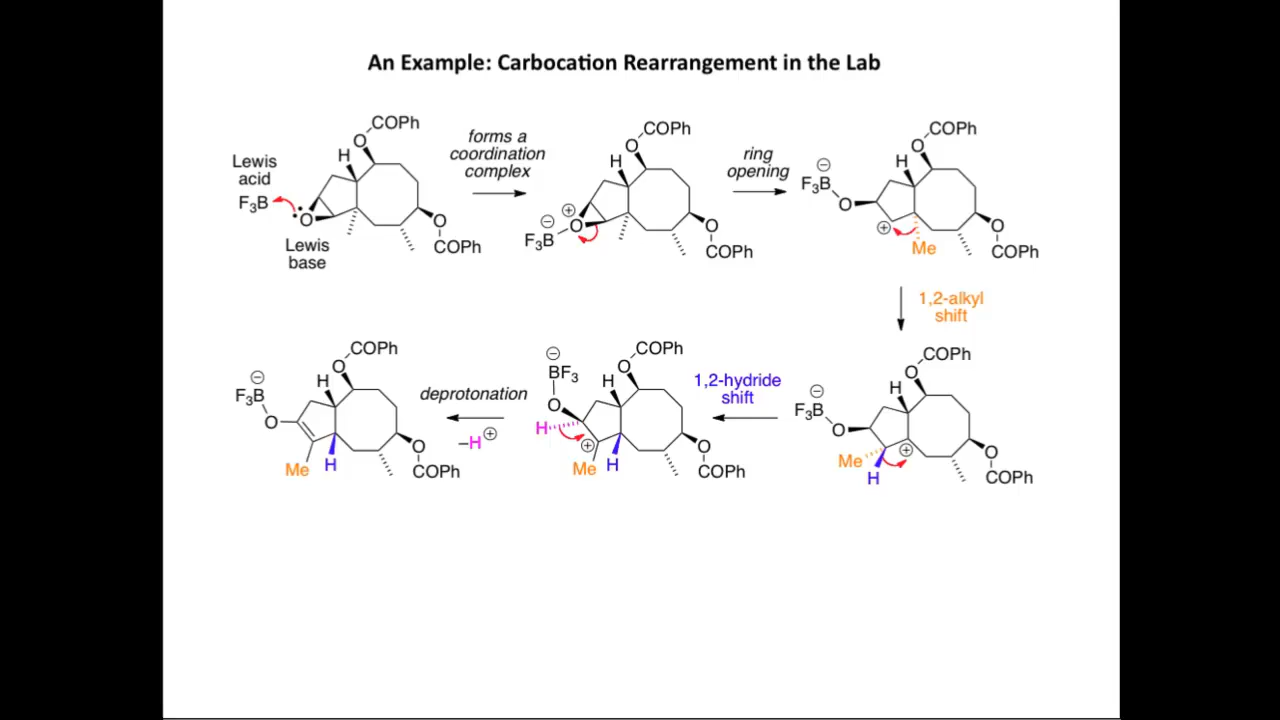 An Example: Carbocation Rearrangement in the Lab
Lewis
acid
F₃B
O
Lewis
base
H
O
COPh
O
COPh
forms a
coordination
complex
H
O
COPh
O
COPh
⊖
F₃B
O
⊕
ring
opening
⊖
F₃B
O
H
O
COPh
O
COPh
⊕
Me
1,2-alkyl
shift
⊖
F₃B
O
H
O
COPh
O
COPh
Me
H
⊕
1,2-hydride
shift
⊖
BF₃
O
H
H
O
COPh
O
COPh
⊕
Me
H
deprotonation
–H⊕
⊖
F₃B
O
H
O
COPh
O
COPh
Me
H